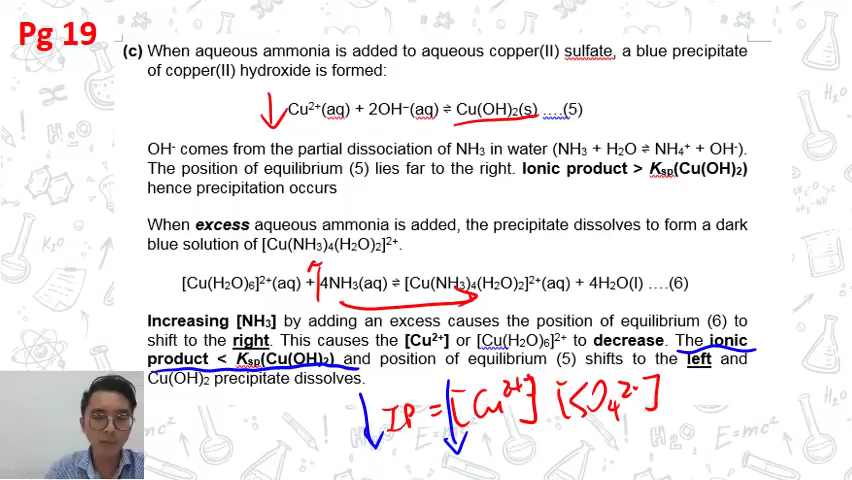 Pg 19
(c) When aqueous ammonia is added to aqueous copper(II) sulfate, a blue precipitate
of copper(II) hydroxide is formed:
Cu²⁺(aq) + 2OH⁻(aq) ⇌ Cu(OH)₂(s) ….(5)
OH⁻ comes from the partial dissociation of NH₃ in water (NH₃ + H₂O ⇌ NH₄⁺ + OH⁻).
The position of equilibrium (5) lies far to the right. Ionic product > Ksp(Cu(OH)₂)
hence precipitation occurs
When excess aqueous ammonia is added, the precipitate dissolves to form a dark
blue solution of [Cu(NH₃)₄(H₂O)₂]²⁺.
[Cu(H₂O)₆]²⁺(aq) + 4NH₃(aq) ⇌ [Cu(NH₃)₄(H₂O)₂]²⁺(aq) + 4H₂O(l) ….(6)
Increasing [NH₃] by adding an excess causes the position of equilibrium (6) to
shift to the right. This causes the [Cu²⁺] or [Cu(H₂O)₆]²⁺ to decrease. The ionic
product < Ksp(Cu(OH)₂) and position of equilibrium (5) shifts to the left and
Cu(OH)₂ precipitate dissolves.
IP = [Cu²⁺] [SO₄²⁻]